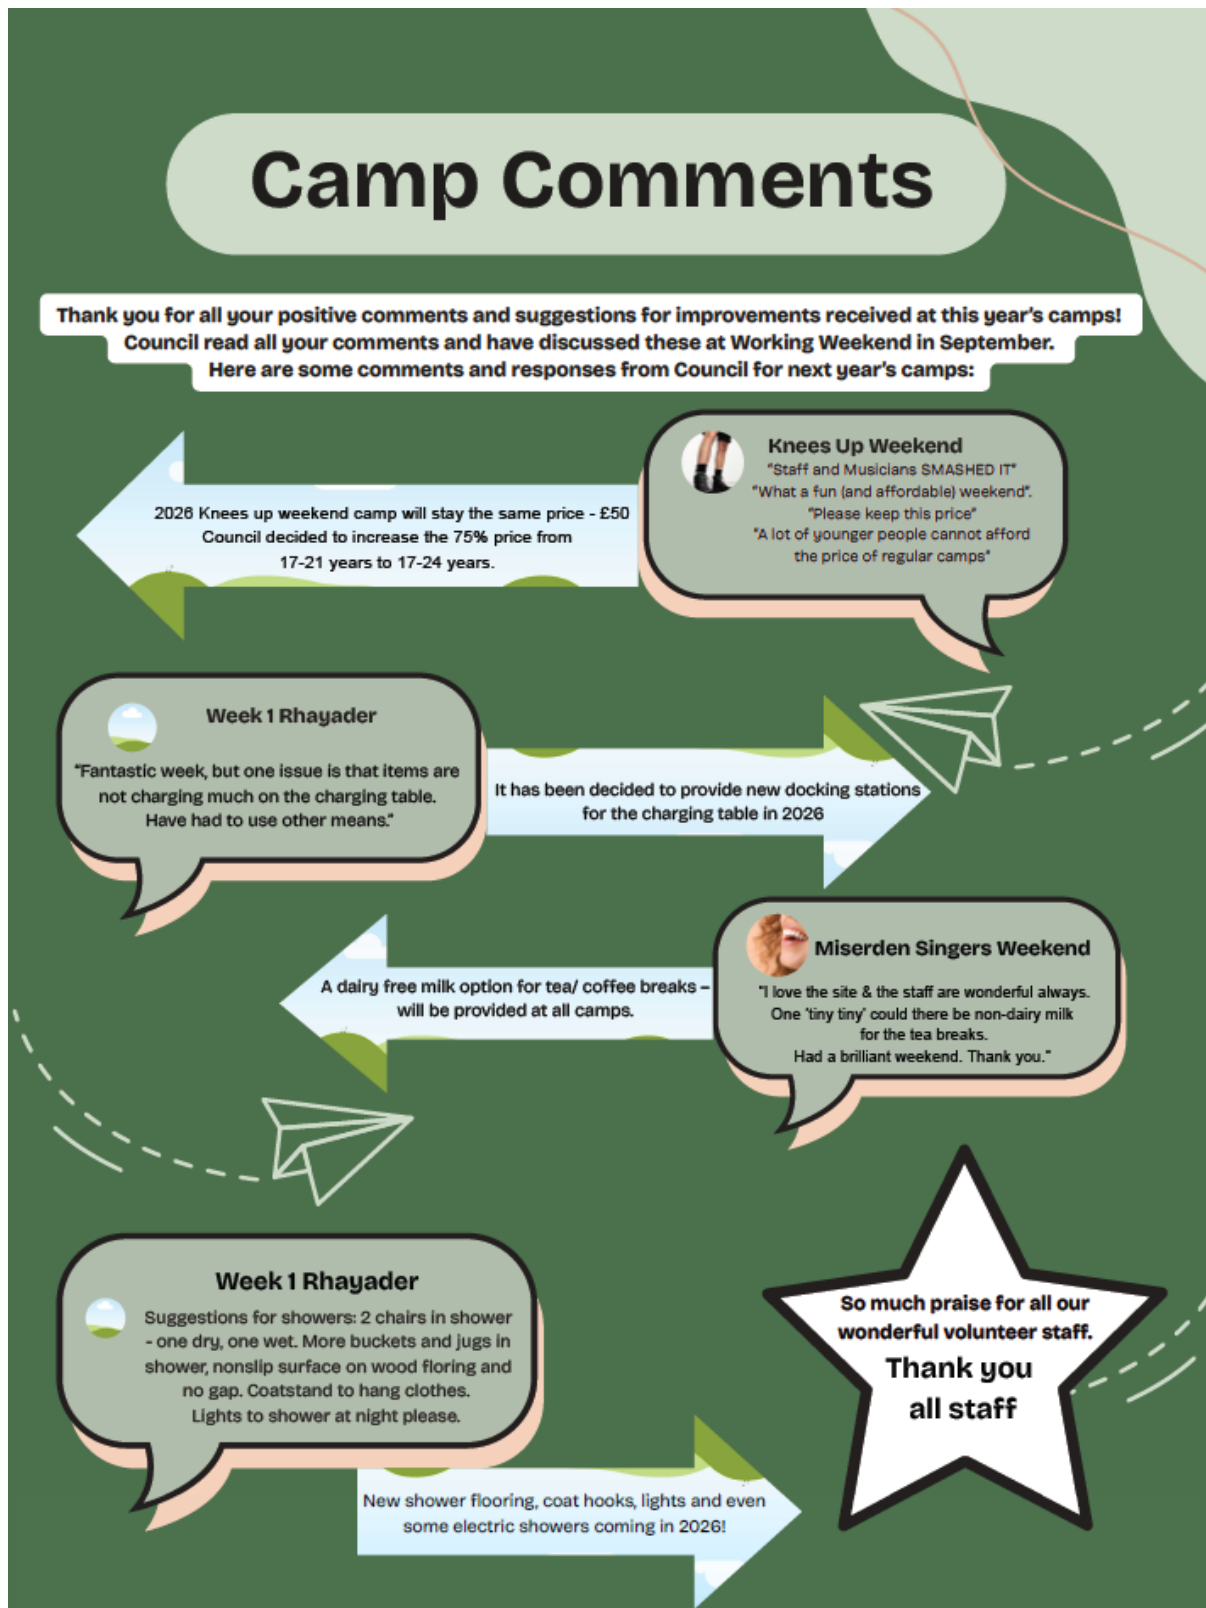 Camp Comments
Thank you for all your positive comments and suggestions for improvements received at this year's camps!
Council read all your comments and have discussed these at Working Weekend in September.
Here are some comments and responses from Council for next year's camps:
Knees Up Weekend
"Staff and Musicians SMASHED IT"
"What a fun (and affordable) weekend".
"Please keep this price"
"A lot of younger people cannot afford
the price of regular camps"
2026 Knees up weekend camp will stay the same price - £50
Council decided to increase the 75% price from
17-21 years to 17-24 years.
Week 1 Rhayader
"Fantastic week, but one issue is that items are
not charging much on the charging table.
Have had to use other means."
It has been decided to provide new docking stations
for the charging table in 2026
Miserden Singers Weekend
"I love the site & the staff are wonderful always.
One 'tiny tiny' could there be non-dairy milk
for the tea breaks.
Had a brilliant weekend. Thank you."
A dairy free milk option for tea/ coffee breaks –
will be provided at all camps.
Week 1 Rhayader
Suggestions for showers: 2 chairs in shower
- one dry, one wet. More buckets and jugs in
shower, nonslip surface on wood floring and
no gap. Coatstand to hang clothes.
Lights to shower at night please.
New shower flooring, coat hooks, lights and even
some electric showers coming in 2026!
So much praise for all our
wonderful volunteer staff.
Thank you
all staff